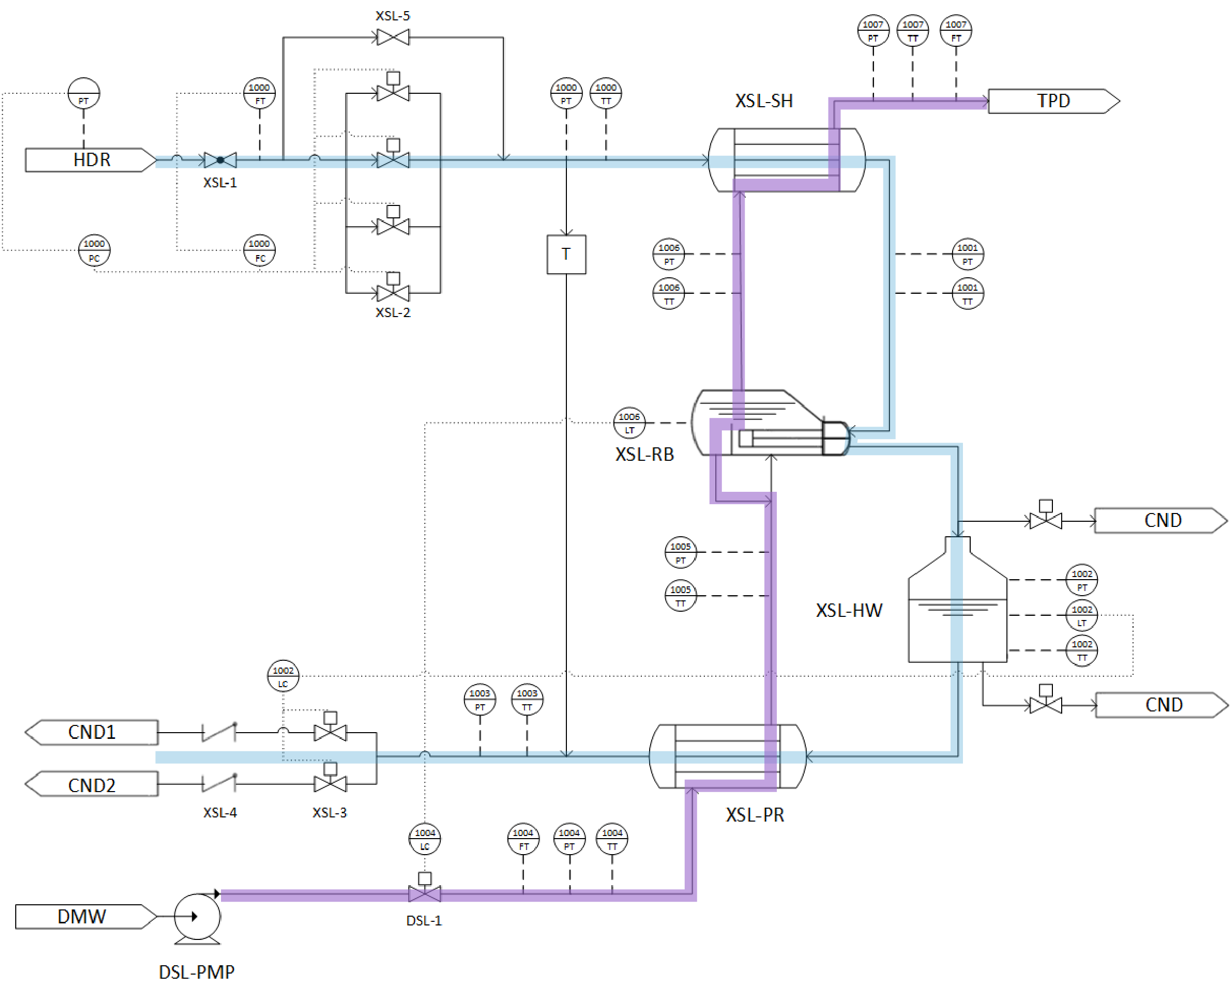 XSL-5
1007
PT
1007
TT
1007
FT
PT
1000
FT
1000
PT
1000
TT
XSL-SH
TPD
HDR
XSL-1
1000
PC
1000
FC
T
1006
PT
1001
PT
1006
TT
1001
TT
XSL-2
1006
LT
XSL-RB
CND
1005
PT
1002
PT
1005
TT
XSL-HW
1002
LT
1002
TT
1002
LC
1003
PT
1003
TT
CND
CND1
CND2
XSL-4
XSL-3
XSL-PR
1004
LC
1004
FT
1004
PT
1004
TT
DMW
DSL-1
DSL-PMP